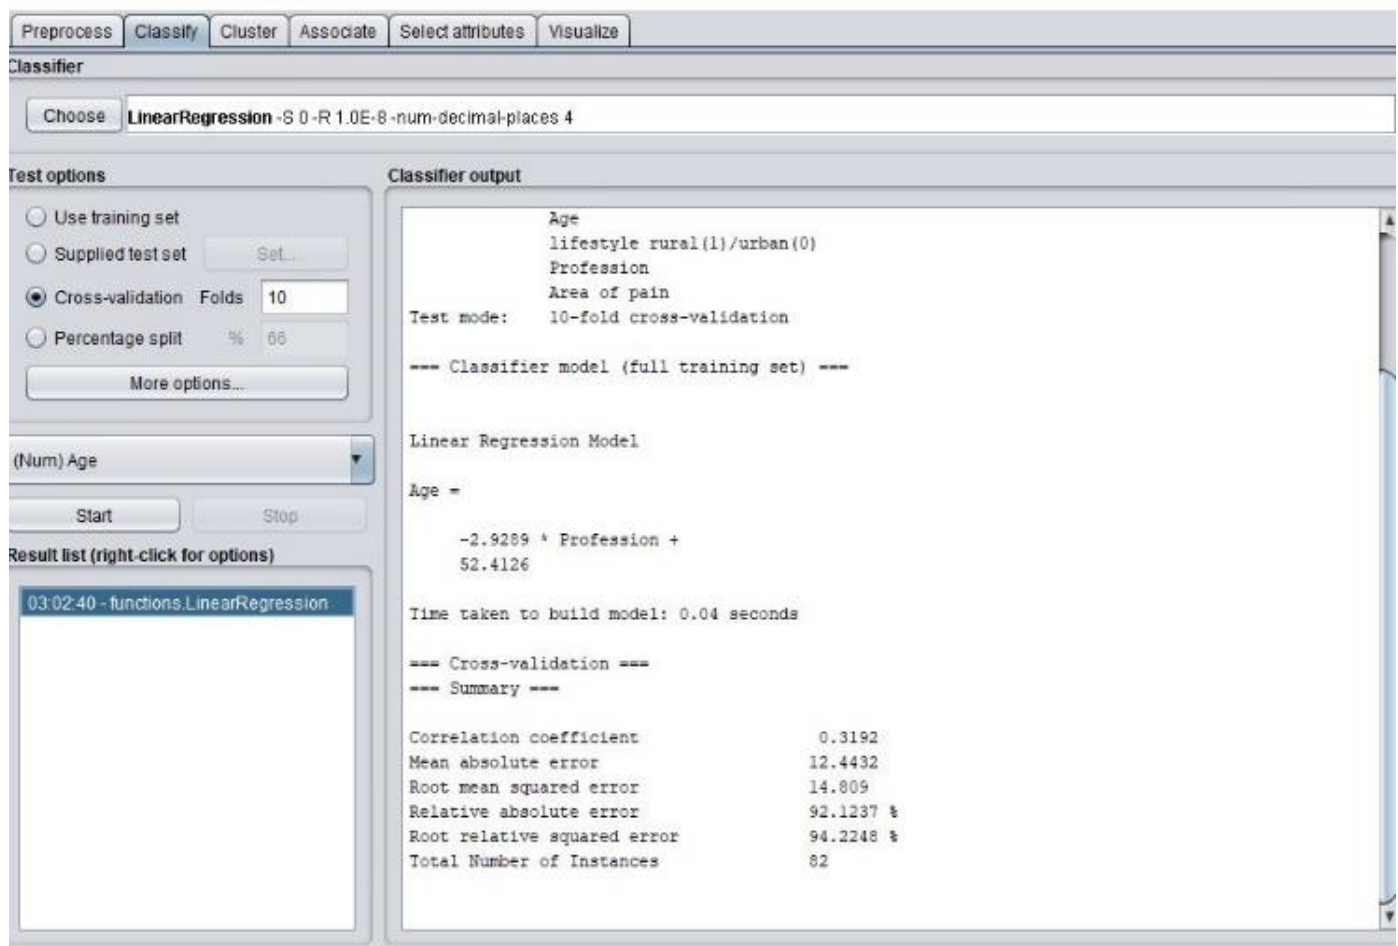 Preprocess Classify Cluster Associate Select attributes Visualize
Classifier
Choose LinearRegression -S 0 -R 1.0E-8 -num-decimal-places 4
Test options
Use training set
Supplied test set Set...
Cross-validation Folds 10
Percentage split % 66
More options...
(Num) Age
Start Stop
Result list (right-click for options)
03:02:40 - functions.LinearRegression
Classifier output
Age
lifestyle rural(1)/urban(0)
Profession
Area of pain
Test mode: 10-fold cross-validation
=== Classifier model (full training set) ===
Linear Regression Model
Age =
-2.9289 * Profession +
52.4126
Time taken to build model: 0.04 seconds
=== Cross-validation ===
=== Summary ===
Correlation coefficient 0.3192
Mean absolute error 12.4432
Root mean squared error 14.809
Relative absolute error 92.1237 %
Root relative squared error 94.2248 %
Total Number of Instances 82